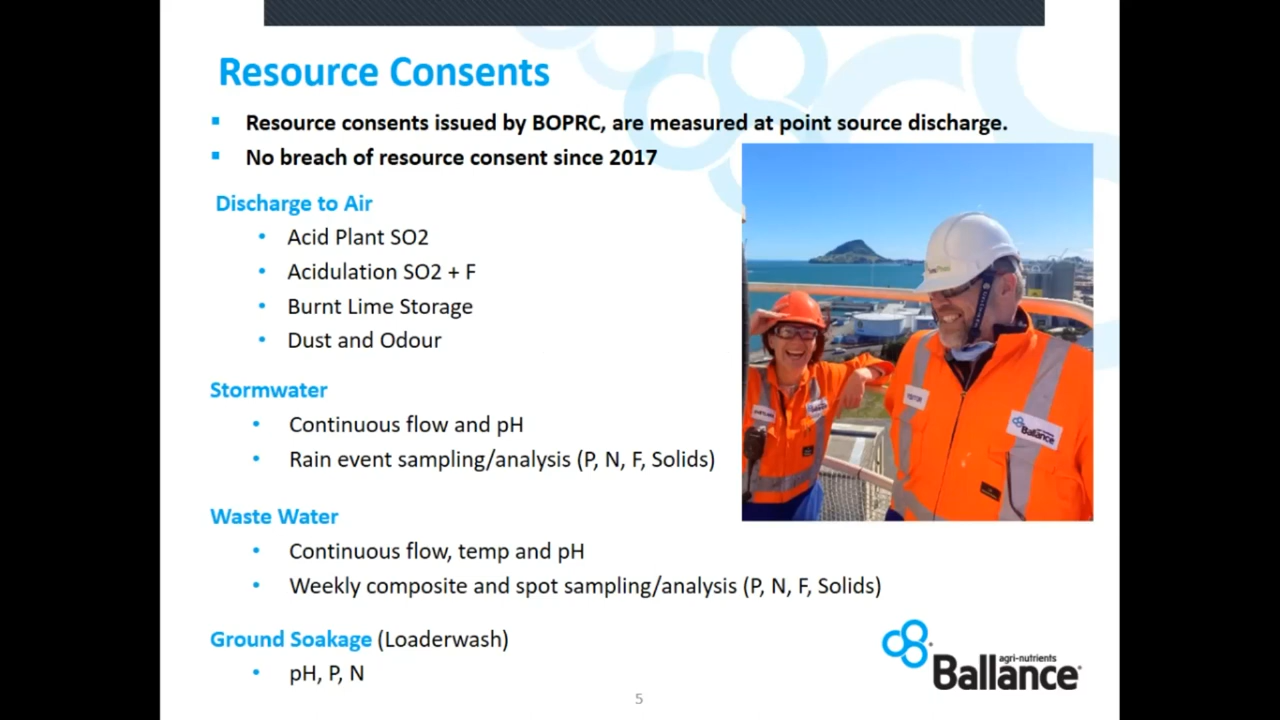 Resource Consents
▪ Resource consents issued by BOPRC, are measured at point source discharge.
▪ No breach of resource consent since 2017
Discharge to Air
• Acid Plant SO2
• Acidulation SO2 + F
• Burnt Lime Storage
• Dust and Odour
Stormwater
• Continuous flow and pH
• Rain event sampling/analysis (P, N, F, Solids)
Waste Water
• Continuous flow, temp and pH
• Weekly composite and spot sampling/analysis (P, N, F, Solids)
Ground Soakage (Loaderwash)
• pH, P, N
VISITOR
Ballance
agri-nutrients
Ballance
5